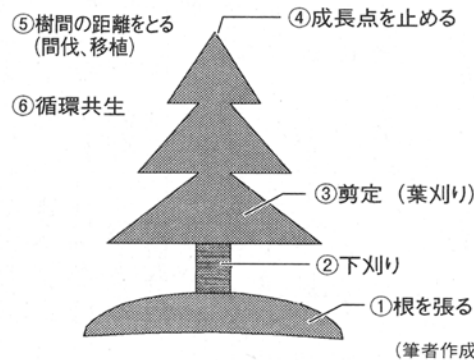 ⑤樹間の距離をとる
(間伐、移植)
④成長点を止める
⑥循環共生
③剪定（葉刈り）
②下刈り
①根を張る
（筆者作成